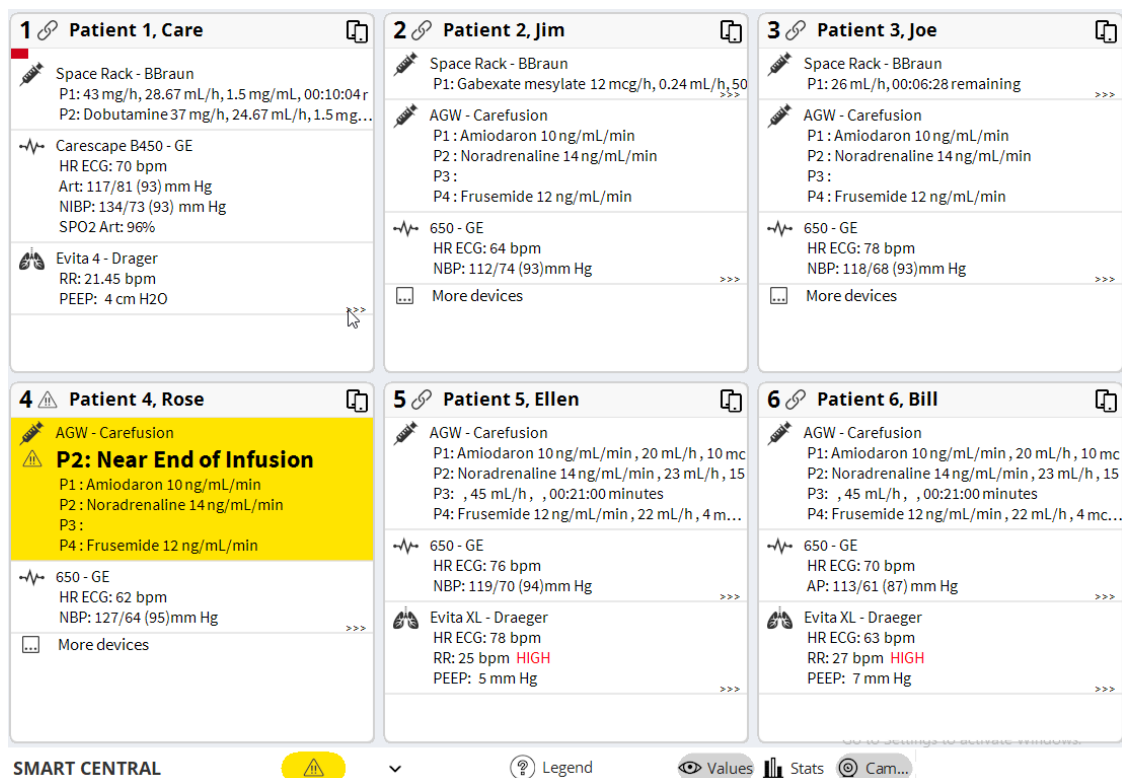 1 Patient 1, Care
Space Rack - BBraun
P1: 43 mg/h, 28.67 mL/h, 1.5 mg/mL, 00:10:04 r
P2: Dobutamine 37 mg/h, 24.67 mL/h, 1.5 mg...
Carescape B450 - GE
HR ECG: 70 bpm
Art: 117/81 (93) mm Hg
NIBP: 134/73 (93) mm Hg
SPO2 Art: 96%
Evita 4 - Drager
RR: 21.45 bpm
PEEP: 4 cm H2O
>>>
2 Patient 2, Jim
Space Rack - BBraun
P1: Gabexate mesylate 12 mcg/h, 0.24 mL/h, 50
>>>
AGW - Carefusion
P1 : Amiodaron 10 ng/mL/min
P2 : Noradrenaline 14 ng/mL/min
P3 :
P4 : Frusemide 12 ng/mL/min
650 - GE
HR ECG: 64 bpm
NBP: 112/74 (93)mm Hg
>>>
More devices
3 Patient 3, Joe
Space Rack - BBraun
P1: 26 mL/h, 00:06:28 remaining
>>>
AGW - Carefusion
P1 : Amiodaron 10 ng/mL/min
P2 : Noradrenaline 14 ng/mL/min
P3 :
P4 : Frusemide 12 ng/mL/min
650 - GE
HR ECG: 78 bpm
NBP: 118/68 (93)mm Hg
>>>
More devices
4 Patient 4, Rose
AGW - Carefusion
P2: Near End of Infusion
P1 : Amiodaron 10 ng/mL/min
P2 : Noradrenaline 14 ng/mL/min
P3 :
P4 : Frusemide 12 ng/mL/min
650 - GE
HR ECG: 62 bpm
NBP: 127/64 (95)mm Hg
>>>
More devices
5 Patient 5, Ellen
AGW - Carefusion
P1: Amiodaron 10 ng/mL/min , 20 mL/h , 10 mc
P2: Noradrenaline 14 ng/mL/min , 23 mL/h , 15
P3: , 45 mL/h , , 00:21:00 minutes
P4: Frusemide 12 ng/mL/min , 22 mL/h , 4 m...
650 - GE
HR ECG: 76 bpm
NBP: 119/70 (94)mm Hg
>>>
Evita XL - Draeger
HR ECG: 78 bpm
RR: 25 bpm HIGH
PEEP: 5 mm Hg
>>>
6 Patient 6, Bill
AGW - Carefusion
P1: Amiodaron 10 ng/mL/min , 20 mL/h , 10 mc
P2: Noradrenaline 14 ng/mL/min , 23 mL/h , 15
P3: , 45 mL/h , , 00:21:00 minutes
P4: Frusemide 12 ng/mL/min , 22 mL/h , 4 mc...
650 - GE
HR ECG: 70 bpm
AP: 113/61 (87) mm Hg
>>>
Evita XL - Draeger
HR ECG: 63 bpm
RR: 27 bpm HIGH
PEEP: 7 mm Hg
>>>
Go to Settings to activate Windows.
SMART CENTRAL
? Legend
Values
Stats
Cam...